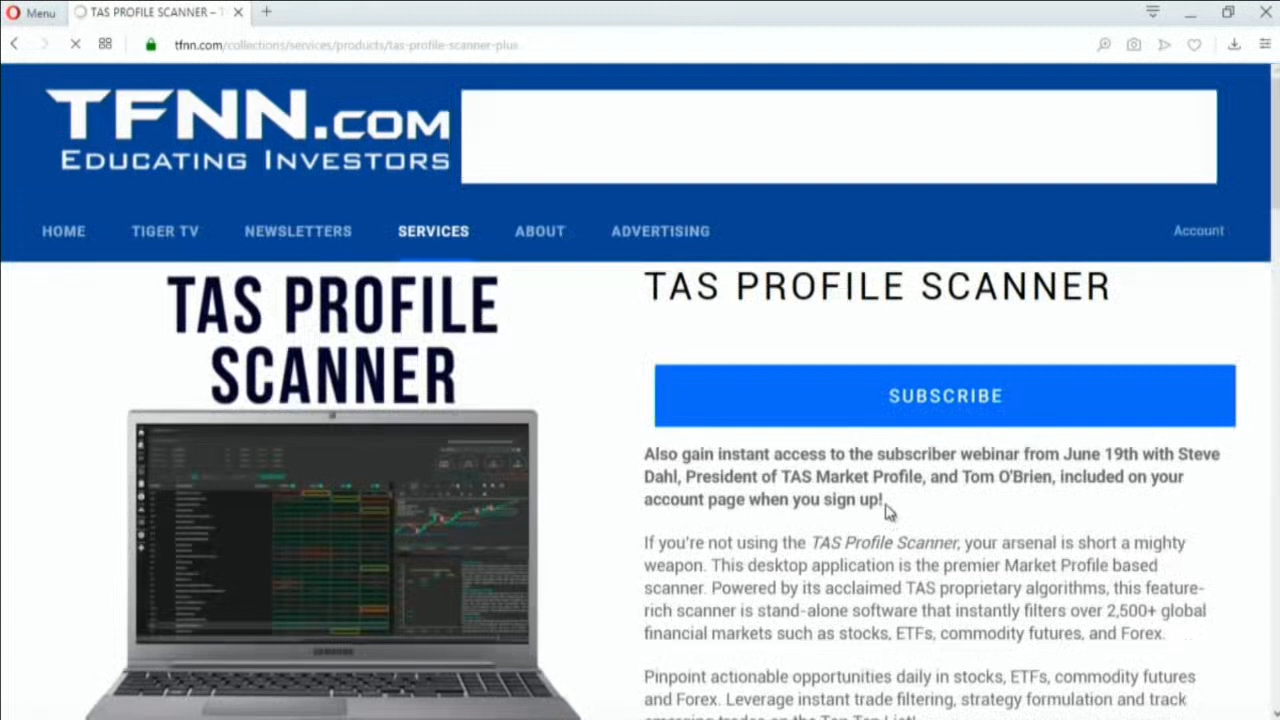 Menu
TAS PROFILE SCANNER –
tfnn.com/collections/services/products/tas-profile-scanner-plus
TFNN.COM
EDUCATING INVESTORS
HOME TIGER TV NEWSLETTERS SERVICES ABOUT ADVERTISING Account
TAS PROFILE
SCANNER
TAS PROFILE SCANNER
SUBSCRIBE
Also gain instant access to the subscriber webinar from June 19th with Steve
Dahl, President of TAS Market Profile, and Tom O'Brien, included on your
account page when you sign up!
If you're not using the TAS Profile Scanner, your arsenal is short a mighty
weapon. This desktop application is the premier Market Profile based
scanner. Powered by its acclaimed TAS proprietary algorithms, this feature-
rich scanner is stand-alone software that instantly filters over 2,500+ global
financial markets such as stocks, ETFs, commodity futures, and Forex.
Pinpoint actionable opportunities daily in stocks, ETFs, commodity futures
and Forex. Leverage instant trade filtering, strategy formulation and track
emerging trades on the Top Ten List!